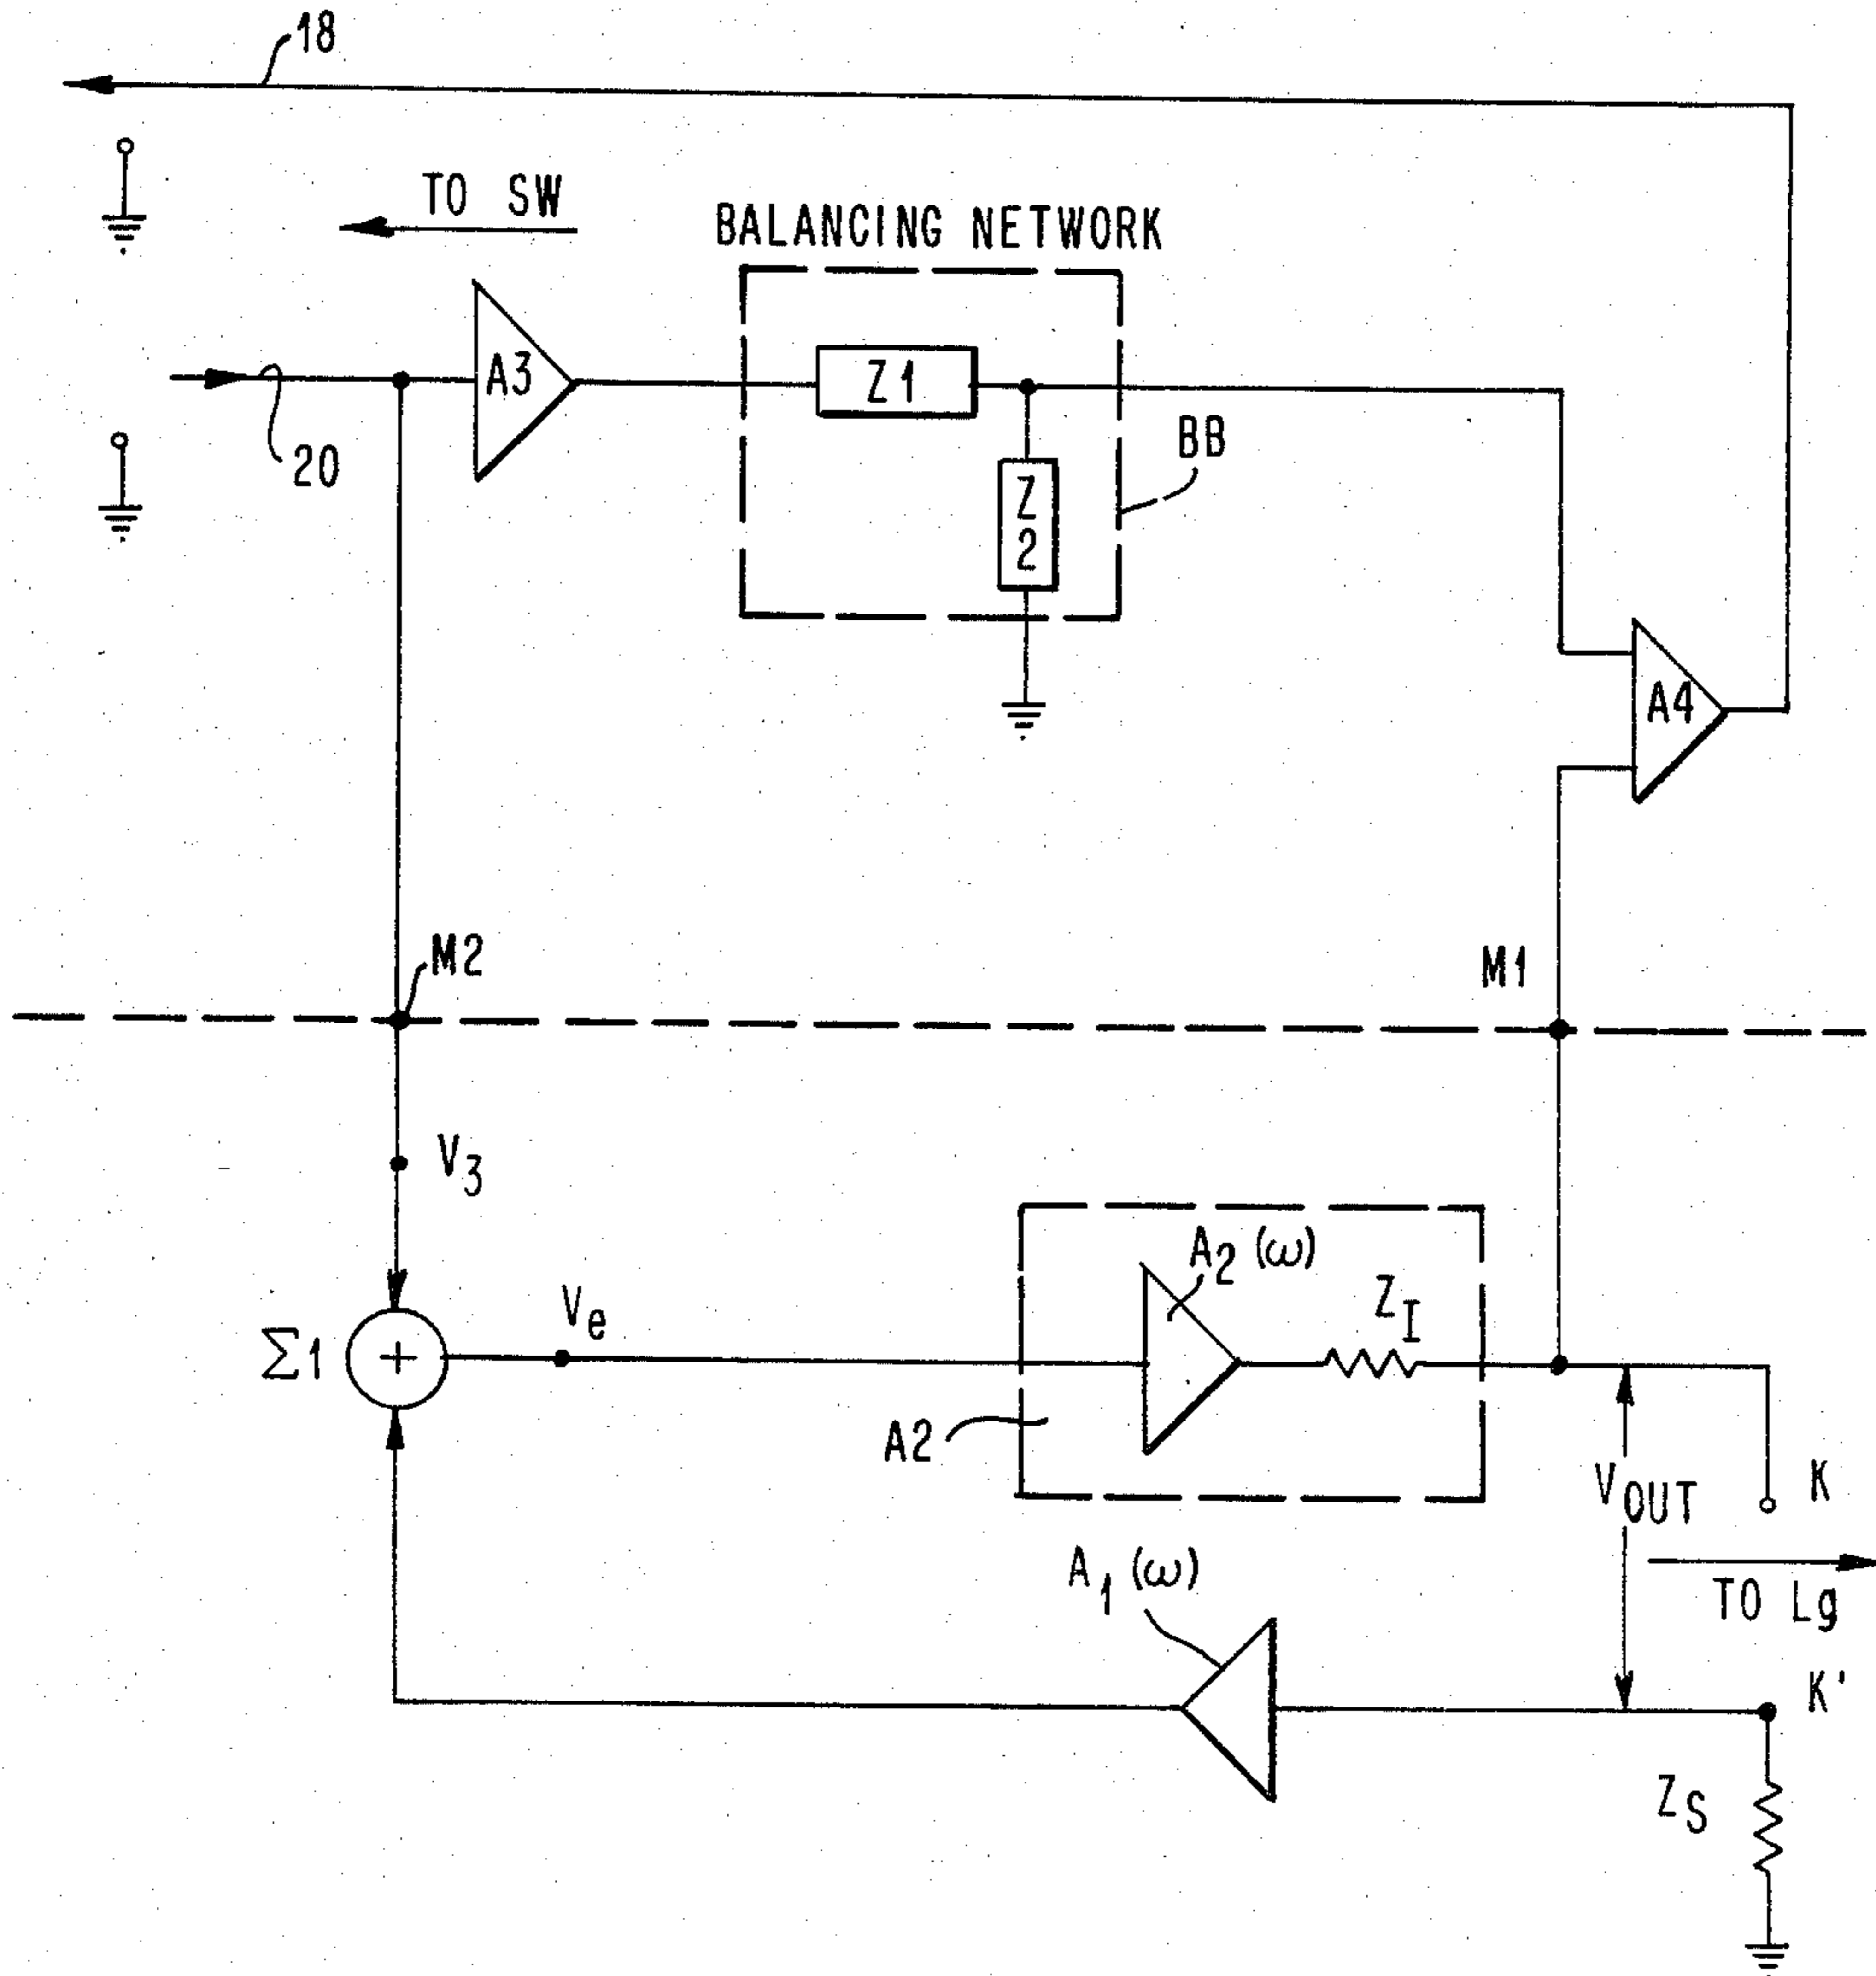 18
TO SW
BALANCING NETWORK
A3
Z1
BB
20
Z
2
A4
M2
M1
V3
A2 (ω)
ZI
Ve
Σ1
+
A2
K
VOUT
A1 (ω)
TO Lg
K'
ZS